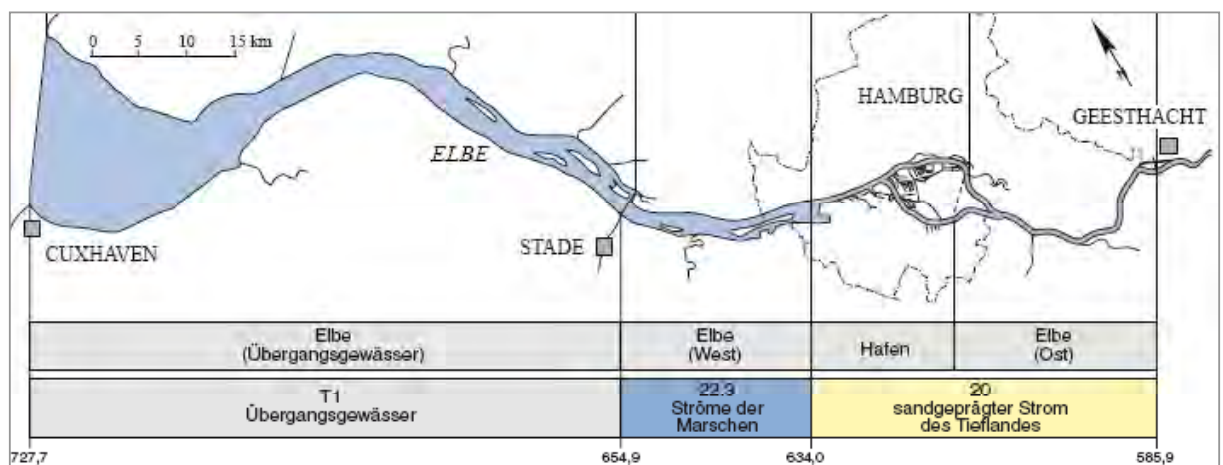 0 5 10 15 km
HAMBURG
GEESTHACHT
ELBE
CUXHAVEN
STADE
Elbe
(Übergangsgewässer)
Elbe
(West)
Hafen
Elbe
(Ost)
T1
Übergangsgewässer
22.3
Ströme der
Marschen
20
sandgeprägter Strom
des Tieflandes
727,7
654,9
634,0
585,9